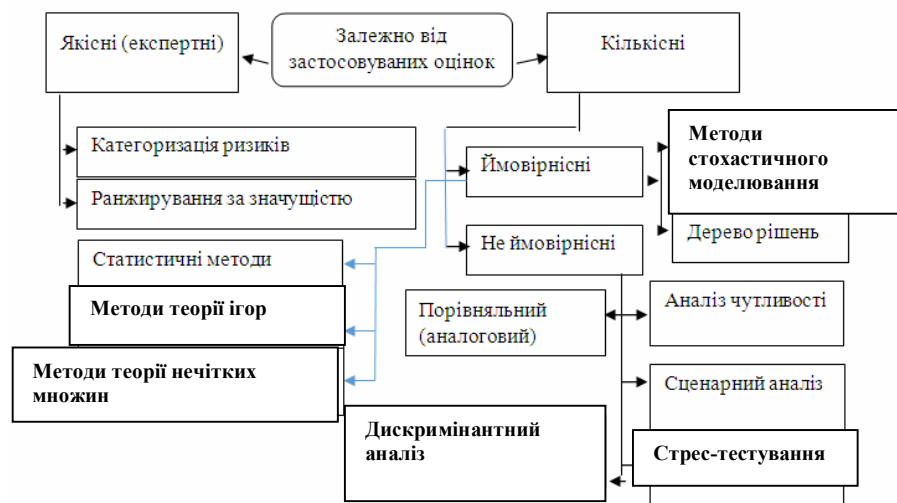 Якісні (експертні)
Залежно від
застосовуваних оцінок
Кількісні
Категоризація ризиків
Ранжирування за значущістю
Ймовірнісні
Методи
стохастичного
моделювання
Не ймовірнісні
Дерево рішень
Статистичні методи
Методи теорії ігор
Методи теорії нечітких
множин
Порівняльний
(аналоговий)
Аналіз чутливості
Сценарний аналіз
Дискримінантний
аналіз
Стрес-тестування